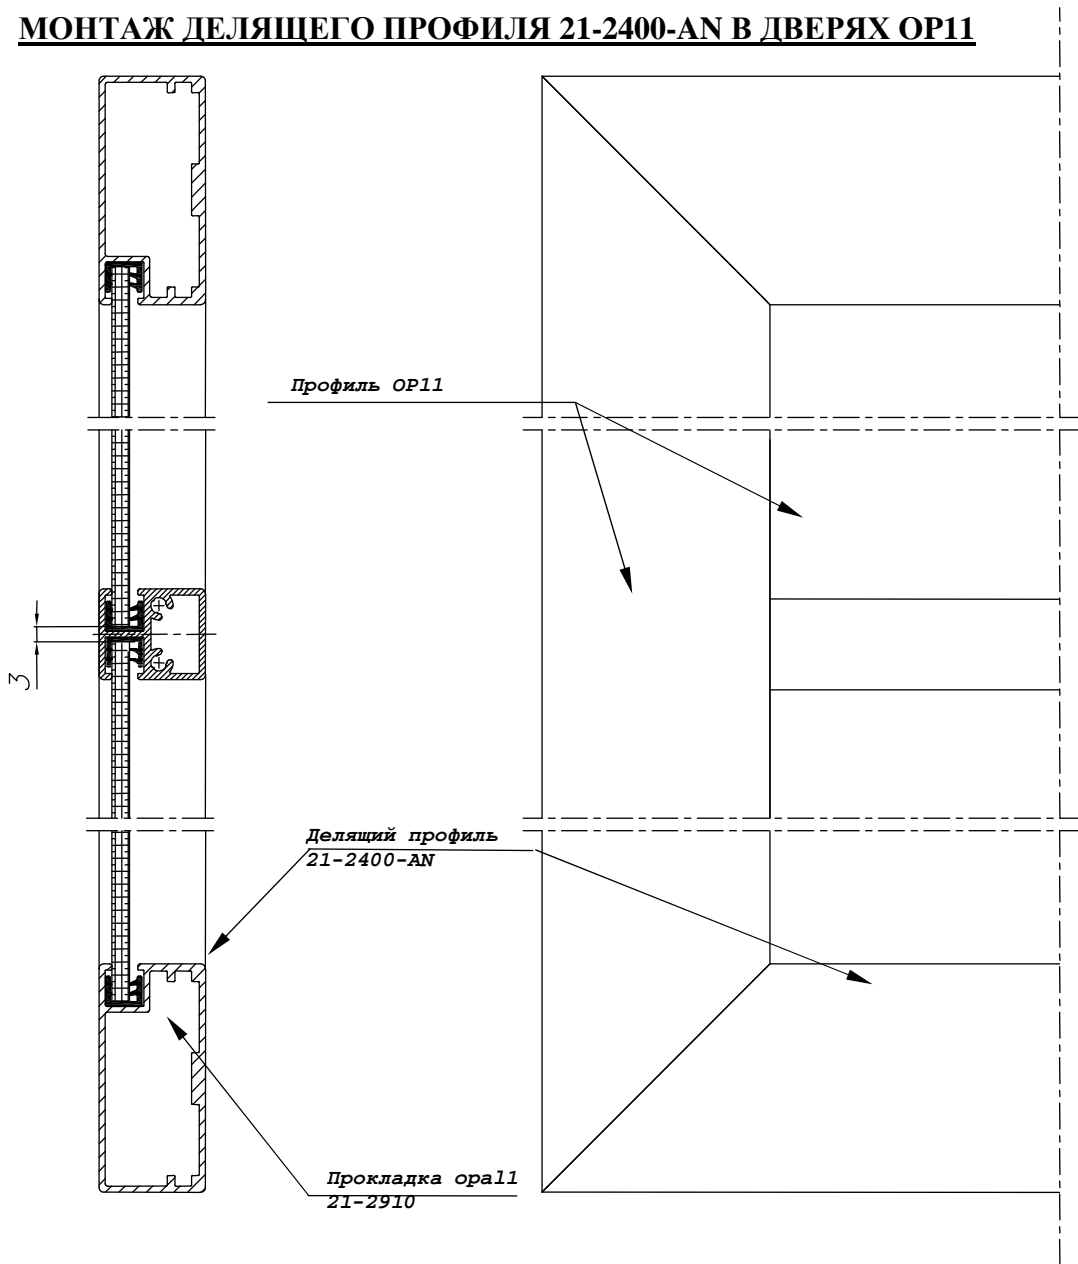 МОНТАЖ ДЕЛЯЩЕГО ПРОФИЛЯ 21-2400-AN В ДВЕРЯХ OP11
Профиль OP11
3
Делящий профиль
21-2400-AN
Прокладка opal1
21-2910